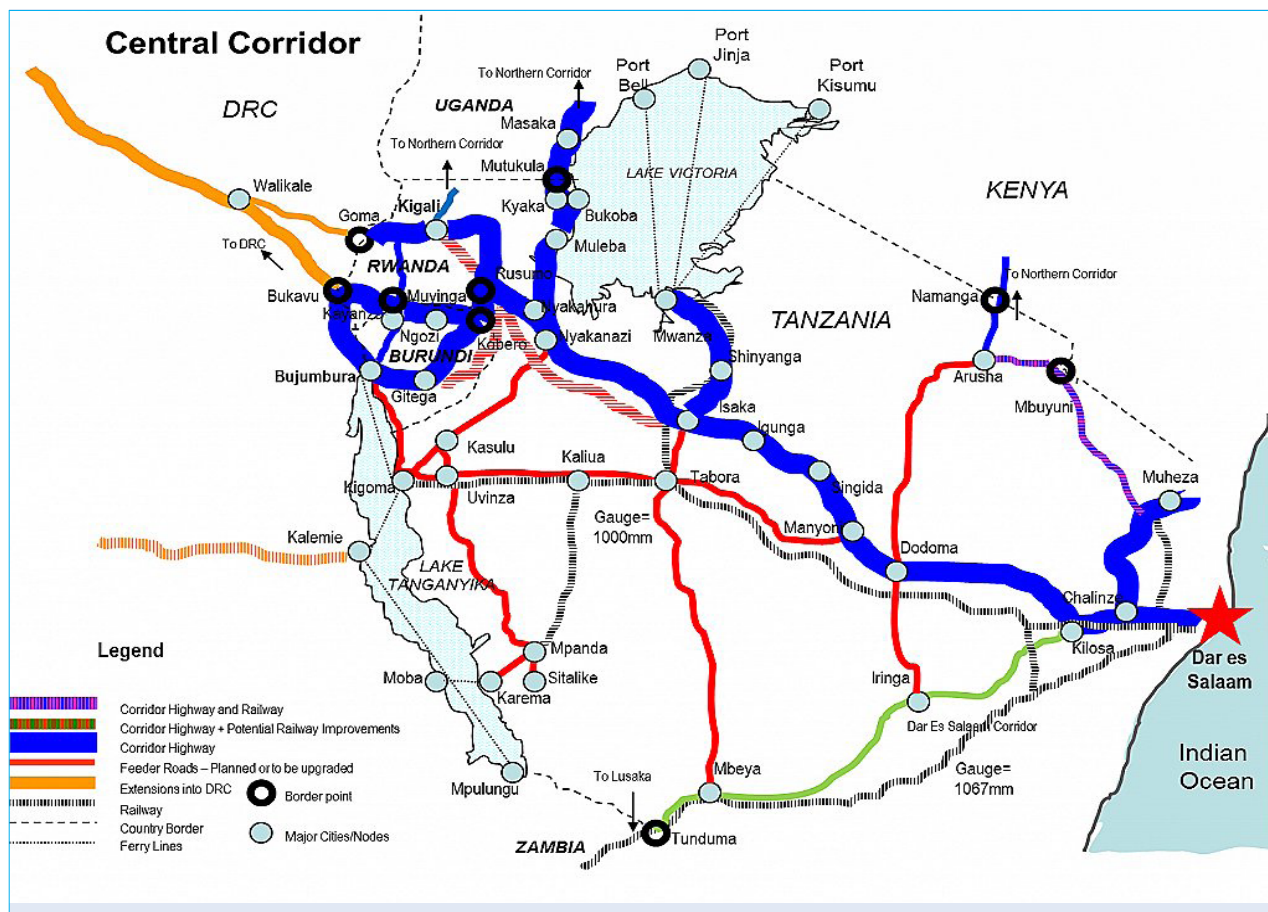 Central Corridor
DRC
UGANDA
To Northern Corridor
Port
Bell
Port
Jinja
Port
Kisumu
Masaka
To Northern Corridor
Mutukula
LAKE VICTORIA
KENYA
Walikale
Goma
Kigali
Kyaka
Bukoba
To DRC
Muleba
RWANDA
Rusumo
Namanga
To Northern Corridor
Bukavu
Muyinga
Kayanza
Nyakahura
Mwanza
TANZANIA
Ngozi
Kobero
Nyakanazi
BURUNDI
Shinyanga
Bujumbura
Gitega
Arusha
Mbuyuni
Isaka
Igunga
Kasulu
Kaliua
Kigoma
Uvinza
Tabora
Singida
Muheza
Gauge=
1000mm
Manyon
Kalemie
Dodoma
LAKE
TANGANYIKA
Chalinze
Kilosa
Legend
Mpanda
Dar es
Salaam
Moba
Karema
Sitalike
Iringa
Dar Es Salaam Corridor
Corridor Highway and Railway
Corridor Highway + Potential Railway Improvements
Corridor Highway
Feeder Roads – Planned or to be upgraded
Extensions into DRC
Border point
Railway
Country Border
Major Cities/Nodes
Ferry Lines
Mpulungu
To Lusaka
Mbeya
Gauge=
1067mm
Indian
Ocean
ZAMBIA
Tunduma